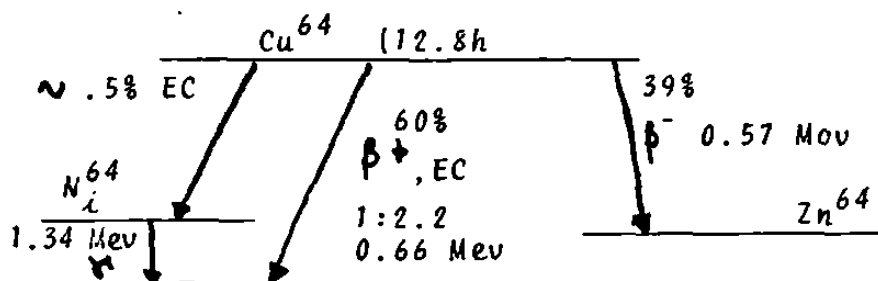 Cu⁶⁴ (12.8h
~ .5% EC
39%
β⁻ 0.57 Mov
60%
β⁺, EC
1:2.2
0.66 Mev
Ni⁶⁴
1.34 Mev
γ
Zn⁶⁴